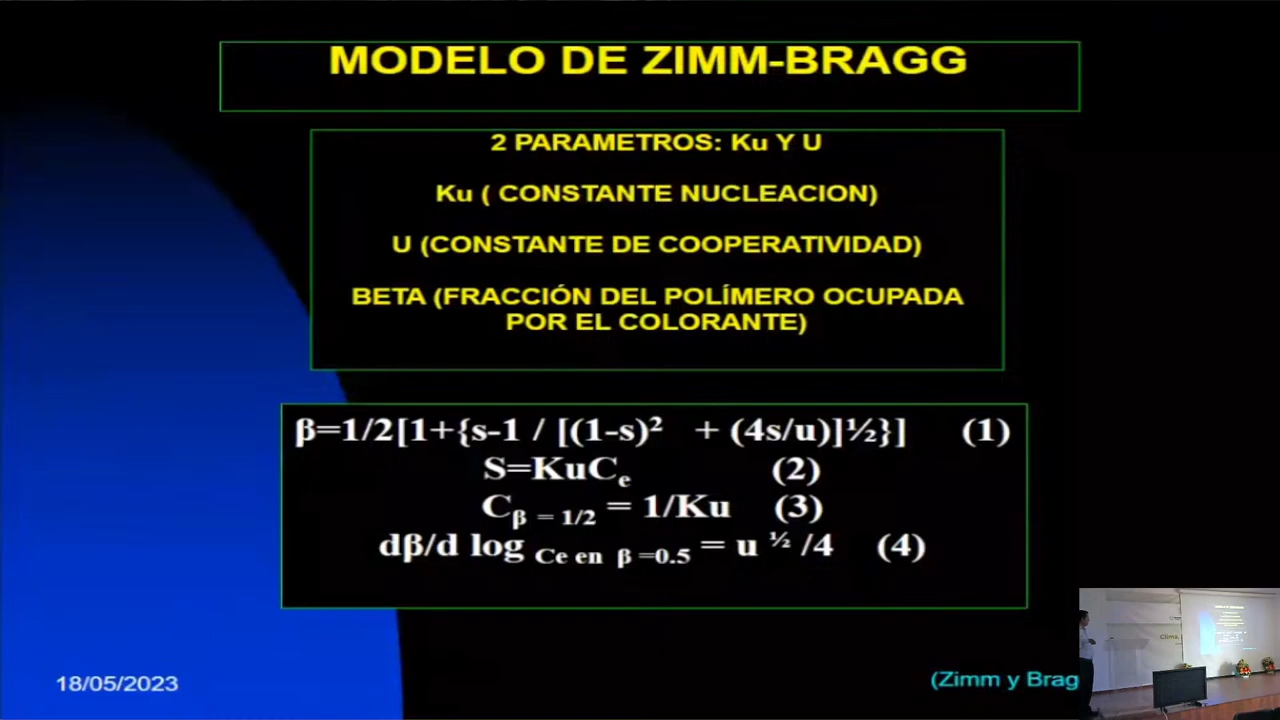 MODELO DE ZIMM-BRAGG
2 PARAMETROS: Ku Y U
Ku ( CONSTANTE NUCLEACION)
U (CONSTANTE DE COOPERATIVIDAD)
BETA (FRACCIÓN DEL POLÍMERO OCUPADA
POR EL COLORANTE)
β=1/2[1+{s-1 / [(1-s)² + (4s/u)]½}] (1)
S=KuCe (2)
Cβ = 1/2 = 1/Ku (3)
dβ/d log Ce en β =0.5 = u ½ /4 (4)
18/05/2023
(Zimm y Brag
Clima,